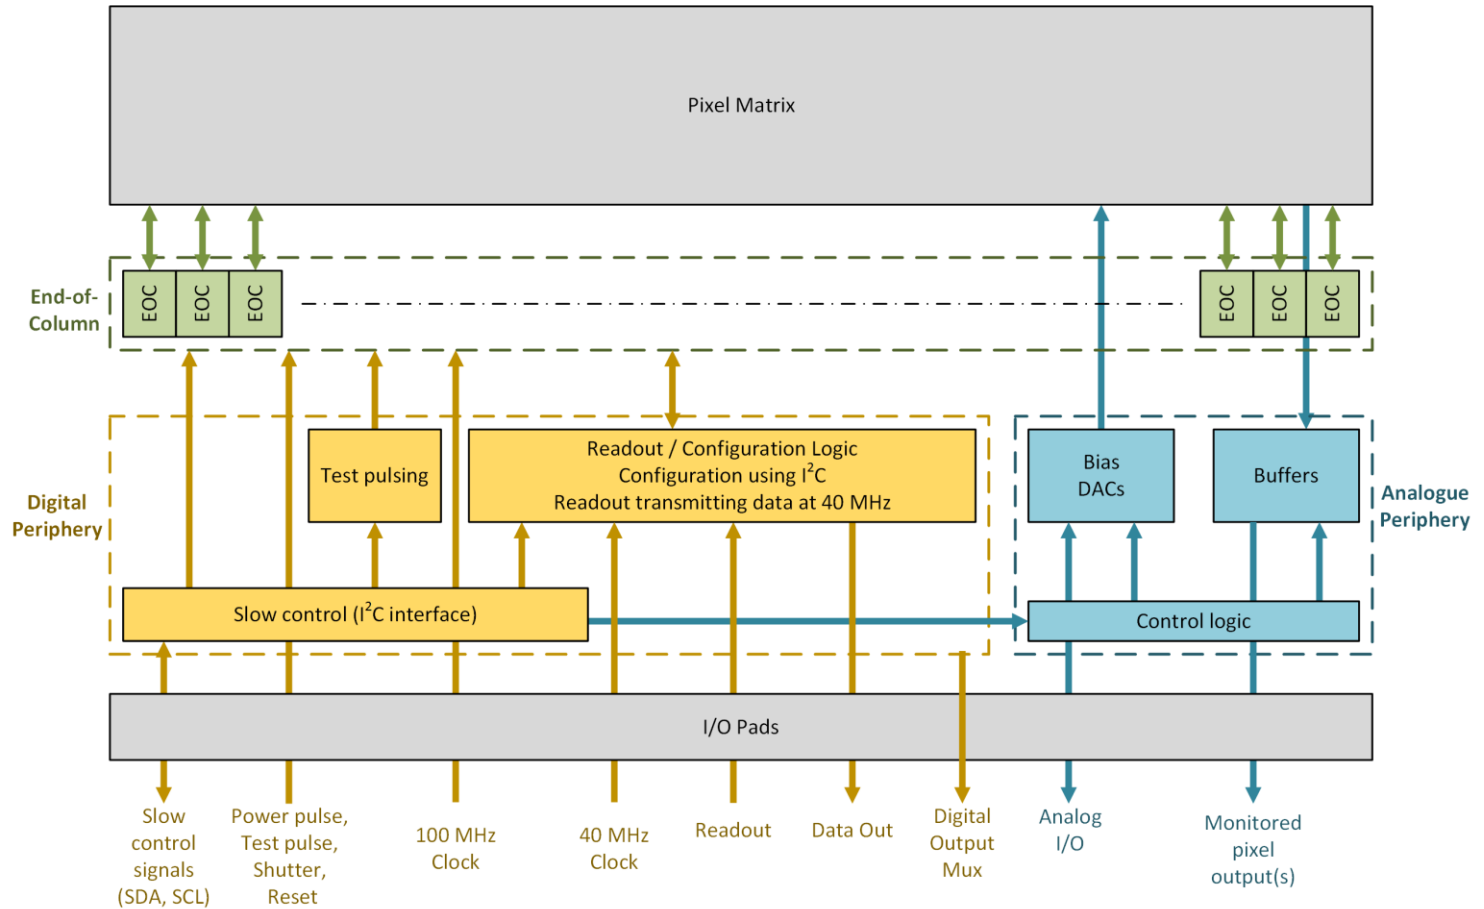 Pixel Matrix
End-of-
Column
EOC
EOC
EOC
EOC
EOC
EOC
Digital
Periphery
Test pulsing
Readout / Configuration Logic
Configuration using I²C
Readout transmitting data at 40 MHz
Bias
DACs
Buffers
Analogue
Periphery
Slow control (I²C interface)
Control logic
I/O Pads
Slow
control
signals
(SDA, SCL)
Power pulse,
Test pulse,
Shutter,
Reset
100 MHz
Clock
40 MHz
Clock
Readout
Data Out
Digital
Output
Mux
Analog
I/O
Monitored
pixel
output(s)